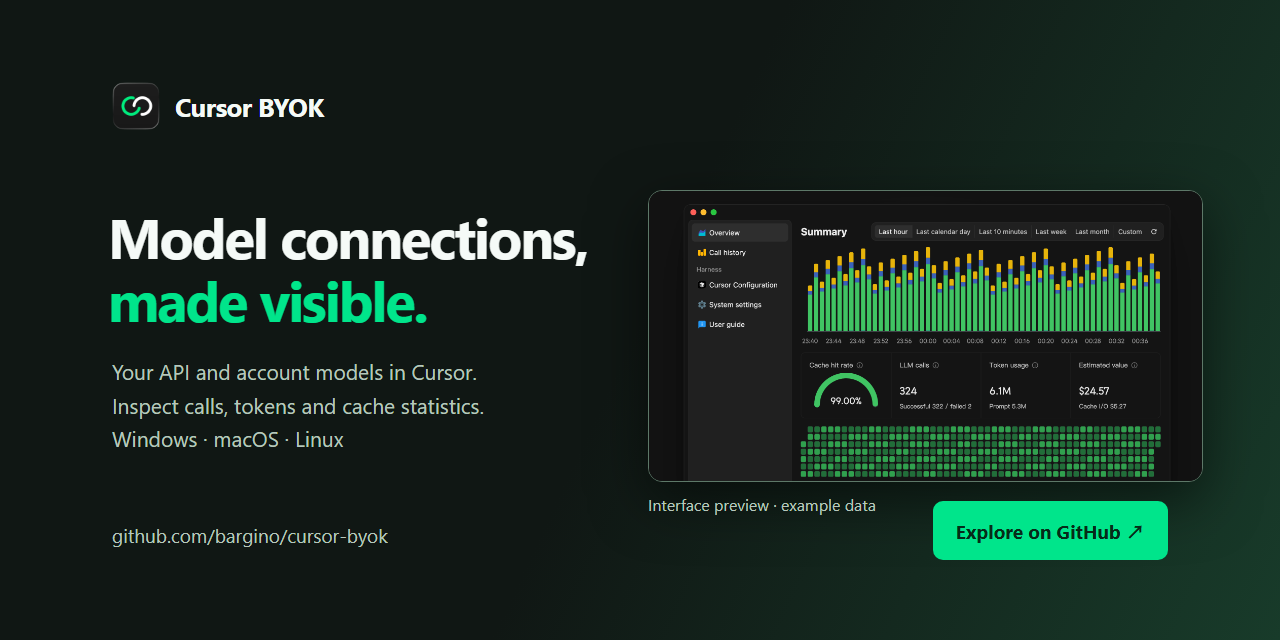 Cursor BYOK
Model connections,
made visible.
Your API and account models in Cursor.
Inspect calls, tokens and cache statistics.
Windows · macOS · Linux
github.com/bargino/cursor-byok
Overview
Call history
Harness
Cursor Configuration
System settings
User guide
Summary
Last hour Last calendar day Last 10 minutes Last week Last month Custom
23:40 23:44 23:48 23:52 23:56 00:00 00:04 00:08 00:12 00:16 00:20 00:24 00:28 00:32 00:36
Cache hit rate
99.00%
LLM calls
324
Successful 322 / failed 2
Token usage
6.1M
Prompt 5.3M
Estimated value
$24.57
Cache I/O $5.27
Interface preview · example data
Explore on GitHub ↗